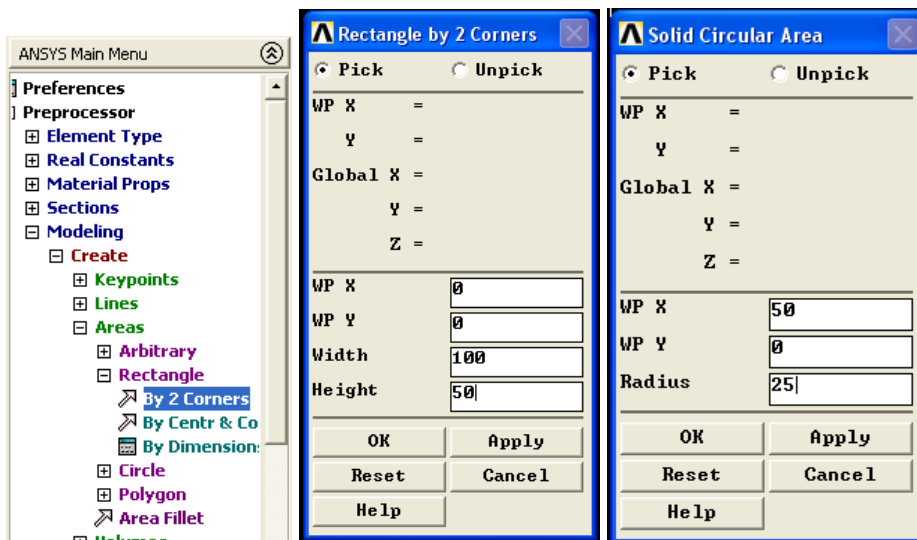 ANSYS Main Menu
Preferences
Preprocessor
Element Type
Real Constants
Material Props
Sections
Modeling
Create
Keypoints
Lines
Areas
Arbitrary
Rectangle
By 2 Corners
By Centr & Co
By Dimension
Circle
Polygon
Area Fillet
Rectangle by 2 Corners
Pick Unpick
WP X =
Y =
Global X =
Y =
Z =
WP X 0
WP Y 0
Width 100
Height 50
OK Apply
Reset Cancel
Help
Solid Circular Area
Pick Unpick
WP X =
Y =
Global X =
Y =
Z =
WP X 50
WP Y 0
Radius 25
OK Apply
Reset Cancel
Help